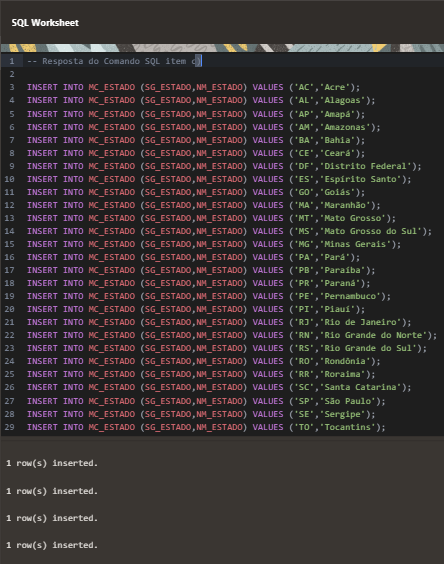 SQL Worksheet
1 -- Resposta do Comando SQL item c)
2
3 INSERT INTO MC_ESTADO (SG_ESTADO,NM_ESTADO) VALUES ('AC','Acre');
4 INSERT INTO MC_ESTADO (SG_ESTADO,NM_ESTADO) VALUES ('AL','Alagoas');
5 INSERT INTO MC_ESTADO (SG_ESTADO,NM_ESTADO) VALUES ('AP','Amapá');
6 INSERT INTO MC_ESTADO (SG_ESTADO,NM_ESTADO) VALUES ('AM','Amazonas');
7 INSERT INTO MC_ESTADO (SG_ESTADO,NM_ESTADO) VALUES ('BA','Bahia');
8 INSERT INTO MC_ESTADO (SG_ESTADO,NM_ESTADO) VALUES ('CE','Ceará');
9 INSERT INTO MC_ESTADO (SG_ESTADO,NM_ESTADO) VALUES ('DF','Distrito Federal');
10 INSERT INTO MC_ESTADO (SG_ESTADO,NM_ESTADO) VALUES ('ES','Espírito Santo');
11 INSERT INTO MC_ESTADO (SG_ESTADO,NM_ESTADO) VALUES ('GO','Goiás');
12 INSERT INTO MC_ESTADO (SG_ESTADO,NM_ESTADO) VALUES ('MA','Maranhão');
13 INSERT INTO MC_ESTADO (SG_ESTADO,NM_ESTADO) VALUES ('MT','Mato Grosso');
14 INSERT INTO MC_ESTADO (SG_ESTADO,NM_ESTADO) VALUES ('MS','Mato Grosso do Sul');
15 INSERT INTO MC_ESTADO (SG_ESTADO,NM_ESTADO) VALUES ('MG','Minas Gerais');
16 INSERT INTO MC_ESTADO (SG_ESTADO,NM_ESTADO) VALUES ('PA','Pará');
17 INSERT INTO MC_ESTADO (SG_ESTADO,NM_ESTADO) VALUES ('PB','Paraíba');
18 INSERT INTO MC_ESTADO (SG_ESTADO,NM_ESTADO) VALUES ('PR','Paraná');
19 INSERT INTO MC_ESTADO (SG_ESTADO,NM_ESTADO) VALUES ('PE','Pernambuco');
20 INSERT INTO MC_ESTADO (SG_ESTADO,NM_ESTADO) VALUES ('PI','Piauí');
21 INSERT INTO MC_ESTADO (SG_ESTADO,NM_ESTADO) VALUES ('RJ','Rio de Janeiro');
22 INSERT INTO MC_ESTADO (SG_ESTADO,NM_ESTADO) VALUES ('RN','Rio Grande do Norte');
23 INSERT INTO MC_ESTADO (SG_ESTADO,NM_ESTADO) VALUES ('RS','Rio Grande do Sul');
24 INSERT INTO MC_ESTADO (SG_ESTADO,NM_ESTADO) VALUES ('RO','Rondônia');
25 INSERT INTO MC_ESTADO (SG_ESTADO,NM_ESTADO) VALUES ('RR','Roraima');
26 INSERT INTO MC_ESTADO (SG_ESTADO,NM_ESTADO) VALUES ('SC','Santa Catarina');
27 INSERT INTO MC_ESTADO (SG_ESTADO,NM_ESTADO) VALUES ('SP','São Paulo');
28 INSERT INTO MC_ESTADO (SG_ESTADO,NM_ESTADO) VALUES ('SE','Sergipe');
29 INSERT INTO MC_ESTADO (SG_ESTADO,NM_ESTADO) VALUES ('TO','Tocantins');
1 row(s) inserted.
1 row(s) inserted.
1 row(s) inserted.
1 row(s) inserted.